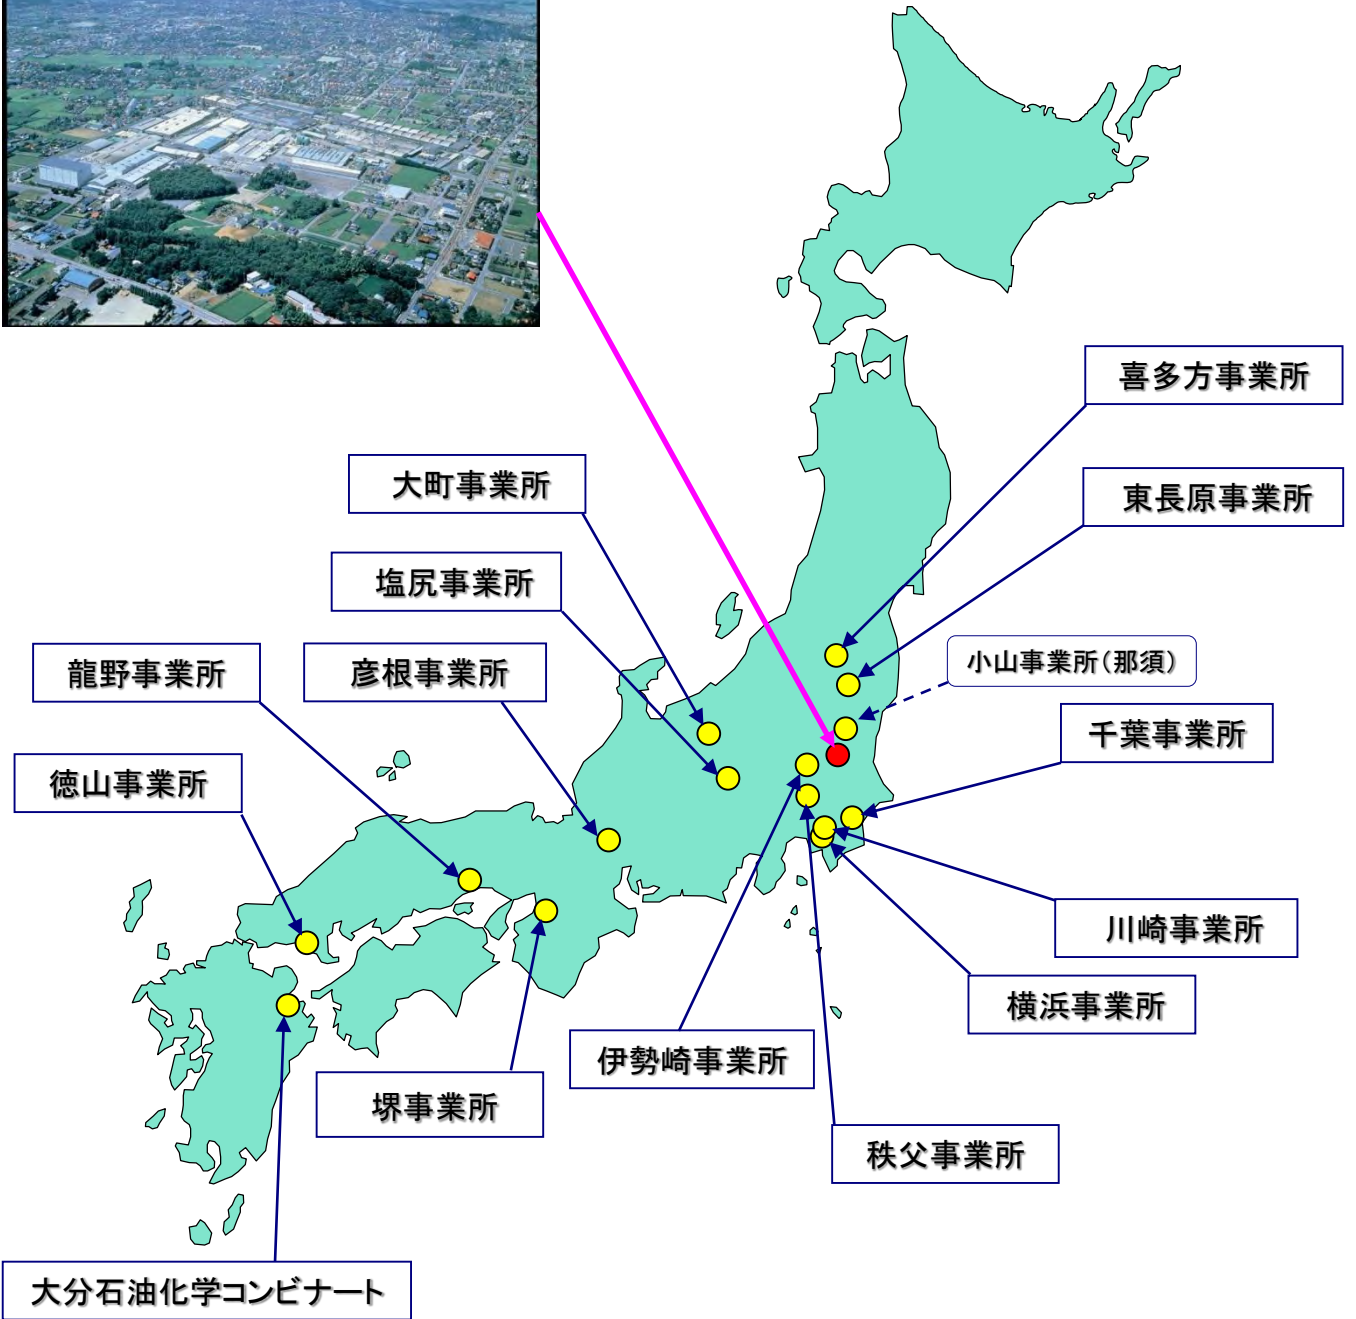 喜多方事業所
大町事業所
東長原事業所
塩尻事業所
龍野事業所
彦根事業所
小山事業所（那須）
千葉事業所
徳山事業所
川崎事業所
横浜事業所
伊勢崎事業所
堺事業所
秩父事業所
大分石油化学コンビナート